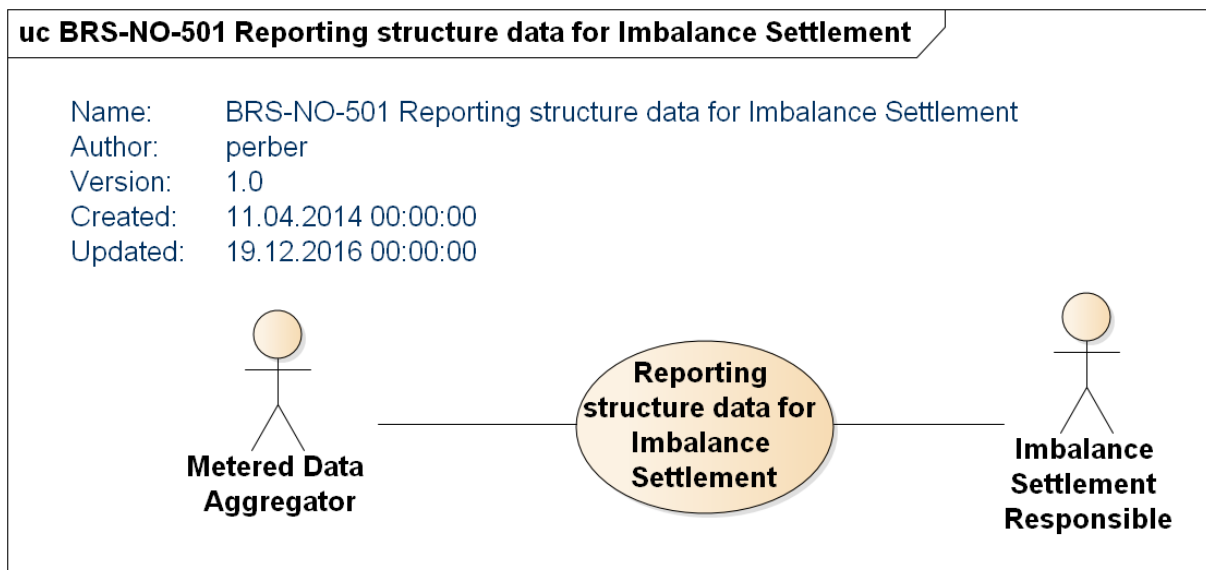 uc BRS-NO-501 Reporting structure data for Imbalance Settlement
Name: BRS-NO-501 Reporting structure data for Imbalance Settlement
Author: perber
Version: 1.0
Created: 11.04.2014 00:00:00
Updated: 19.12.2016 00:00:00
Metered Data
Aggregator
Reporting
structure data for
Imbalance
Settlement
Imbalance
Settlement
Responsible